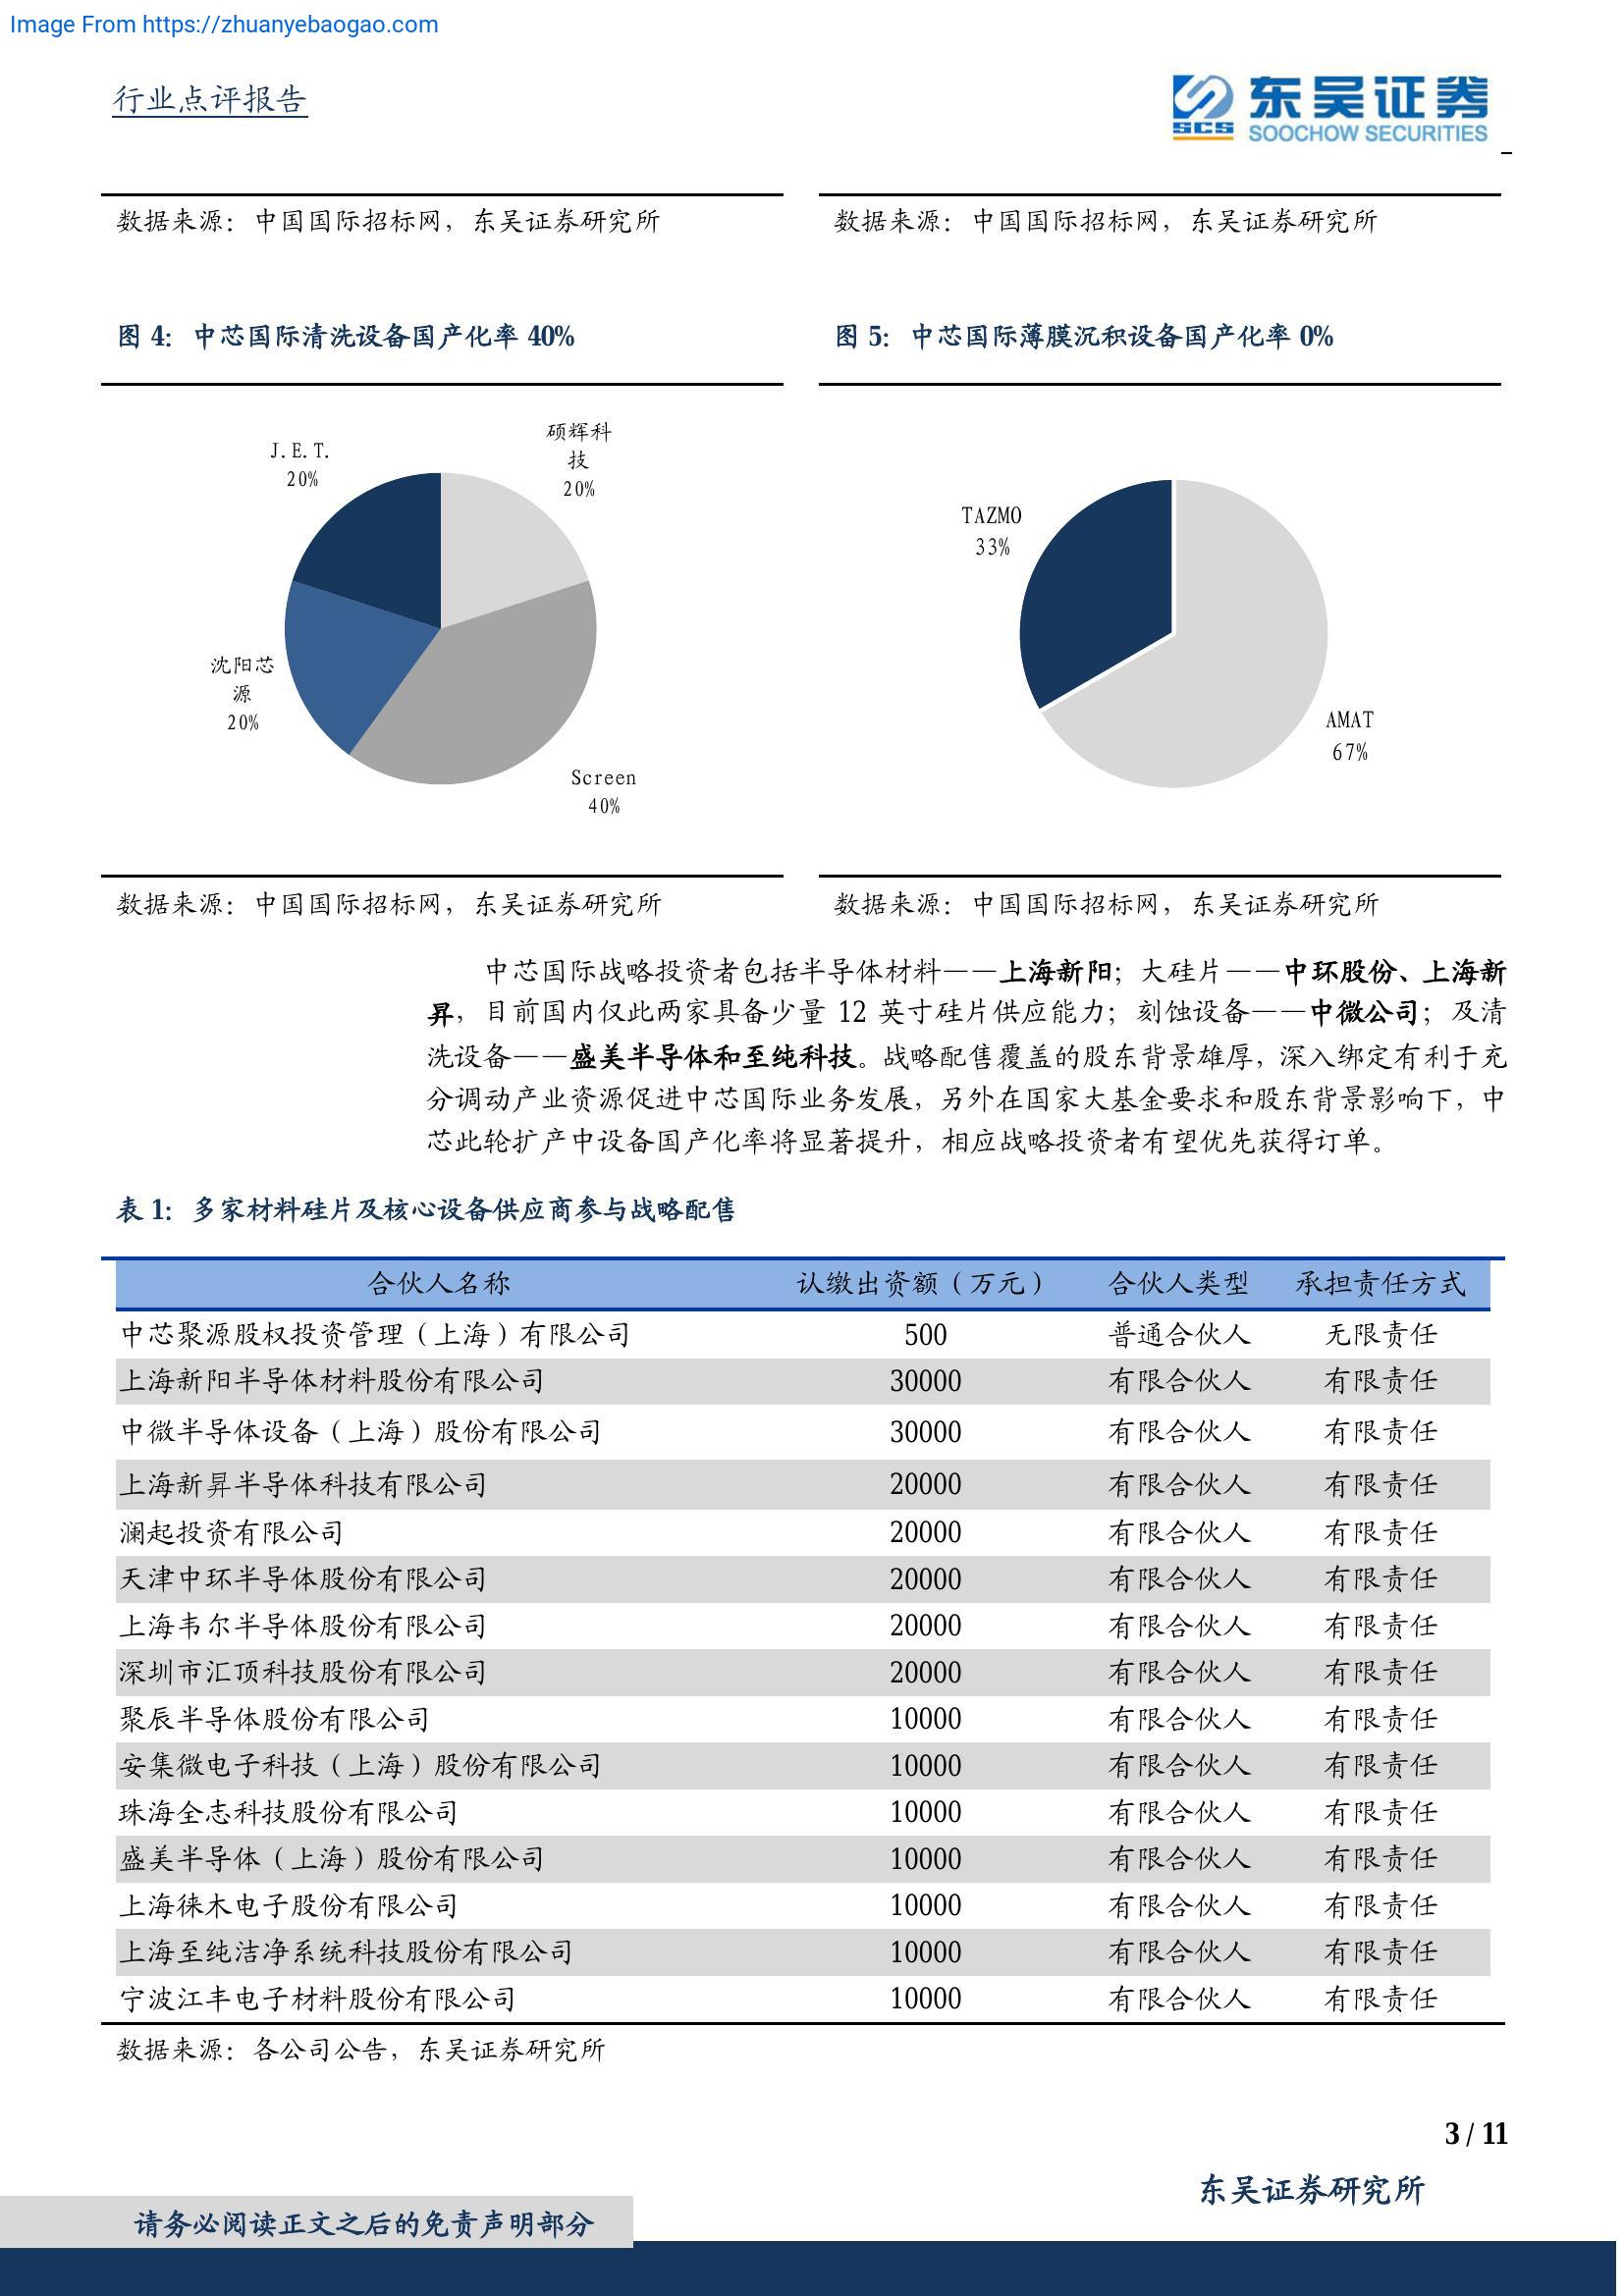 Image From https://zhuanyebaogao.com
行业点评报告
SCS
东吴证券
SOOCHOW SECURITIES
数据来源：中国国际招标网，东吴证券研究所
数据来源：中国国际招标网，东吴证券研究所
图 4：中芯国际清洗设备国产化率 40%
图 5：中芯国际薄膜沉积设备国产化率 0%
J.E.T.
20%
硕辉科
技
20%
沈阳芯
源
20%
Screen
40%
TAZMO
33%
AMAT
67%
数据来源：中国国际招标网，东吴证券研究所
数据来源：中国国际招标网，东吴证券研究所
中芯国际战略投资者包括半导体材料——上海新阳；大硅片——中环股份、上海新
昇，目前国内仅此两家具备少量 12 英寸硅片供应能力；刻蚀设备——中微公司；及清
洗设备——盛美半导体和至纯科技。战略配售覆盖的股东背景雄厚，深入绑定有利于充
分调动产业资源促进中芯国际业务发展，另外在国家大基金要求和股东背景影响下，中
芯此轮扩产中设备国产化率将显著提升，相应战略投资者有望优先获得订单。
表 1：多家材料硅片及核心设备供应商参与战略配售
合伙人名称 认缴出资额（万元） 合伙人类型 承担责任方式
中芯聚源股权投资管理（上海）有限公司 500 普通合伙人 无限责任
上海新阳半导体材料股份有限公司 30000 有限合伙人 有限责任
中微半导体设备（上海）股份有限公司 30000 有限合伙人 有限责任
上海新昇半导体科技有限公司 20000 有限合伙人 有限责任
澜起投资有限公司 20000 有限合伙人 有限责任
天津中环半导体股份有限公司 20000 有限合伙人 有限责任
上海韦尔半导体股份有限公司 20000 有限合伙人 有限责任
深圳市汇顶科技股份有限公司 20000 有限合伙人 有限责任
聚辰半导体股份有限公司 10000 有限合伙人 有限责任
安集微电子科技（上海）股份有限公司 10000 有限合伙人 有限责任
珠海全志科技股份有限公司 10000 有限合伙人 有限责任
盛美半导体（上海）股份有限公司 10000 有限合伙人 有限责任
上海徕木电子股份有限公司 10000 有限合伙人 有限责任
上海至纯洁净系统科技股份有限公司 10000 有限合伙人 有限责任
宁波江丰电子材料股份有限公司 10000 有限合伙人 有限责任
数据来源：各公司公告，东吴证券研究所
3 / 11
东吴证券研究所
请务必阅读正文之后的免责声明部分